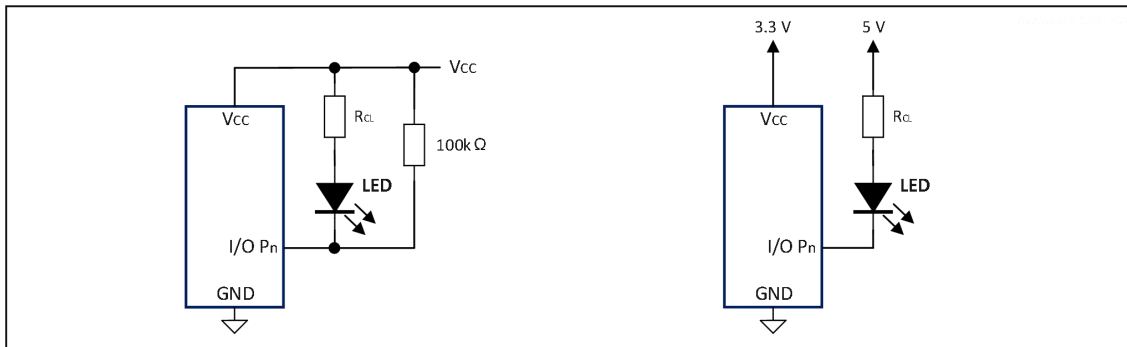 3.3 V
5 V
Vcc
Vcc
RCL
100k Ω
LED
I/O Pn
GND
Vcc
RCL
LED
I/O Pn
GND